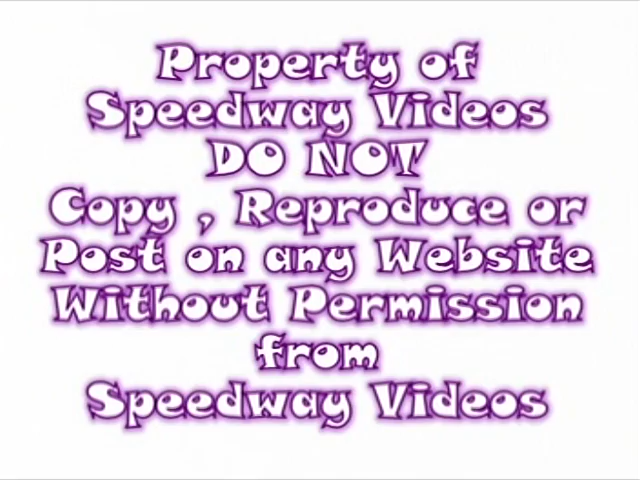 Property of
Speedway Videos
DO NOT
Copy , Reproduce or
Post on any Website
Without Permission
from
Speedway Videos